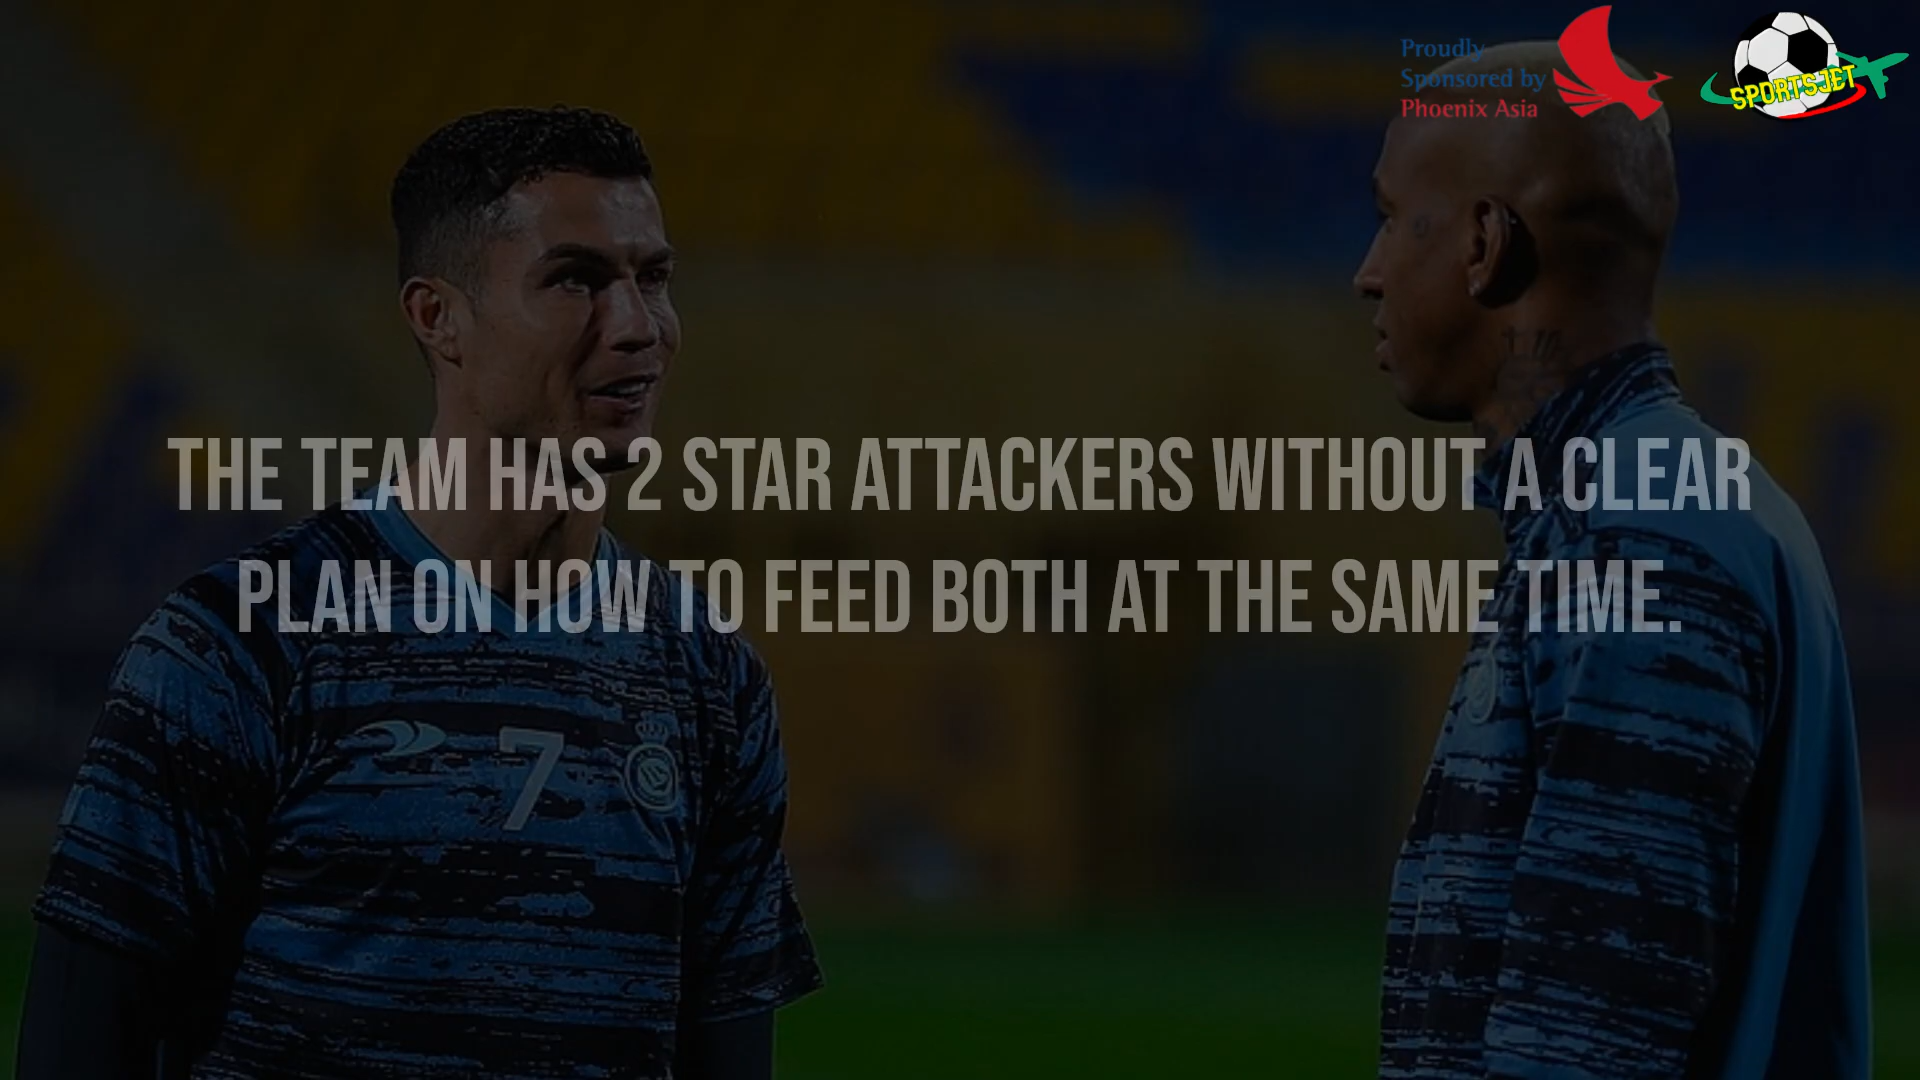 Proudly
Sponsored by
Phoenix Asia
SPORTSJET
THE TEAM HAS 2 STAR ATTACKERS WITHOUT A CLEAR
PLAN ON HOW TO FEED BOTH AT THE SAME TIME.
7